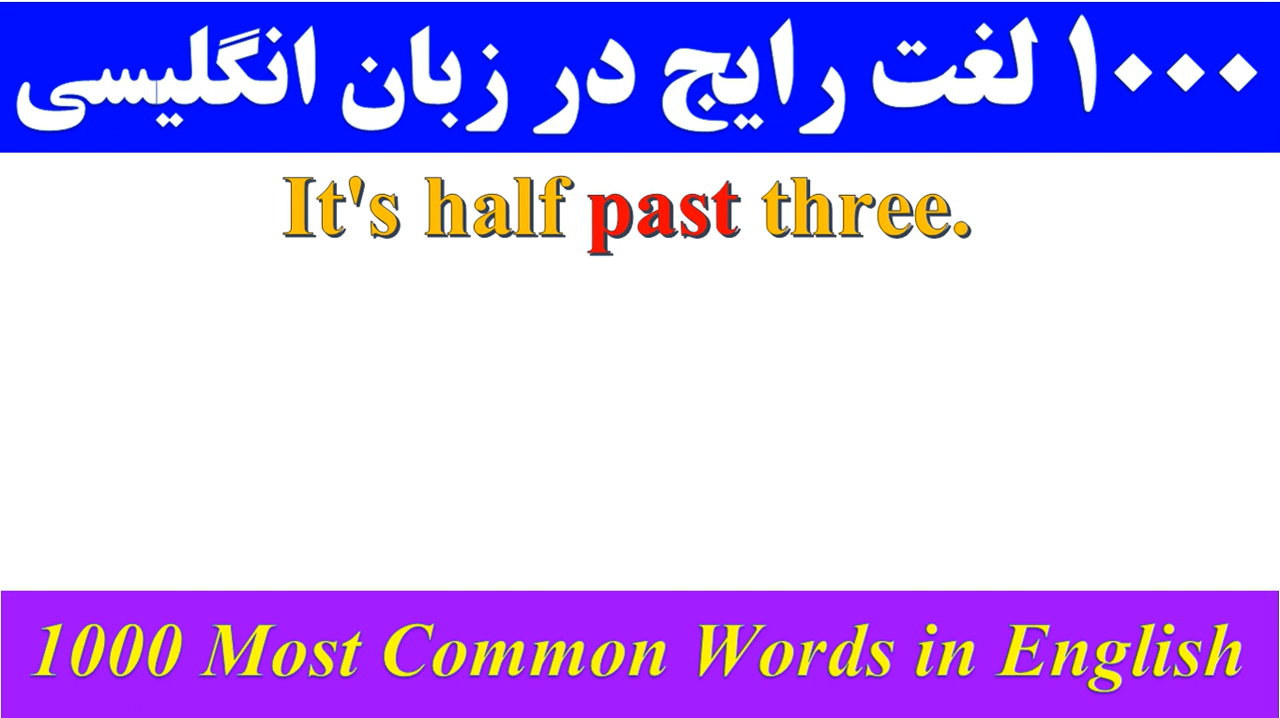 ۱۰۰۰ لغت رایج در زبان انگلیسی
It's half past three.
1000 Most Common Words in English